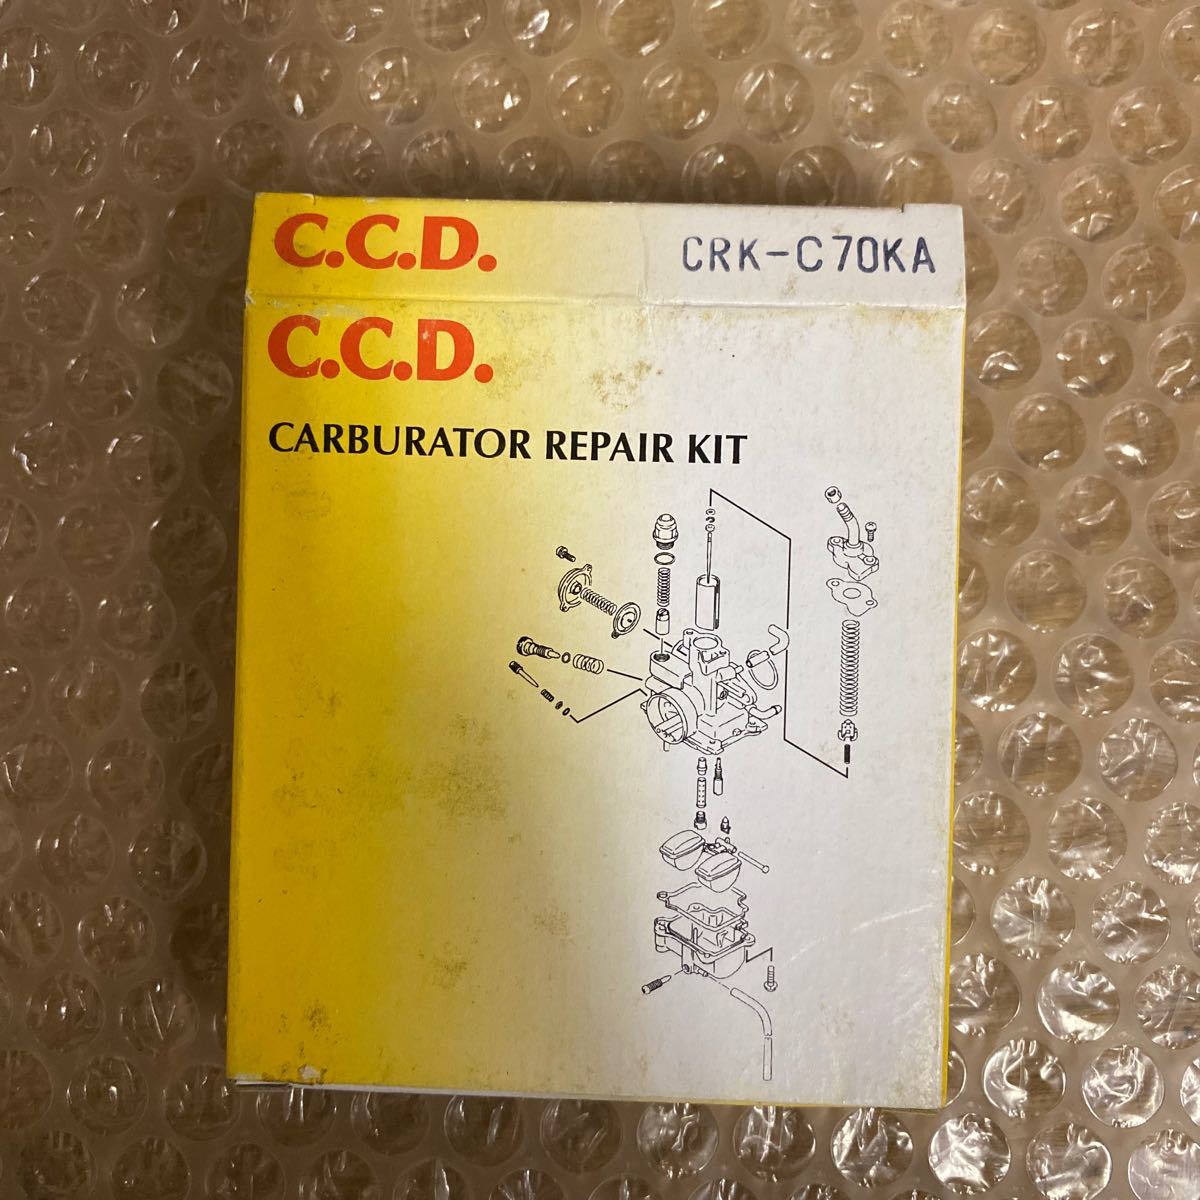 C.C.D. CRK-C70KA
C.C.D.
CARBURATOR REPAIR KIT